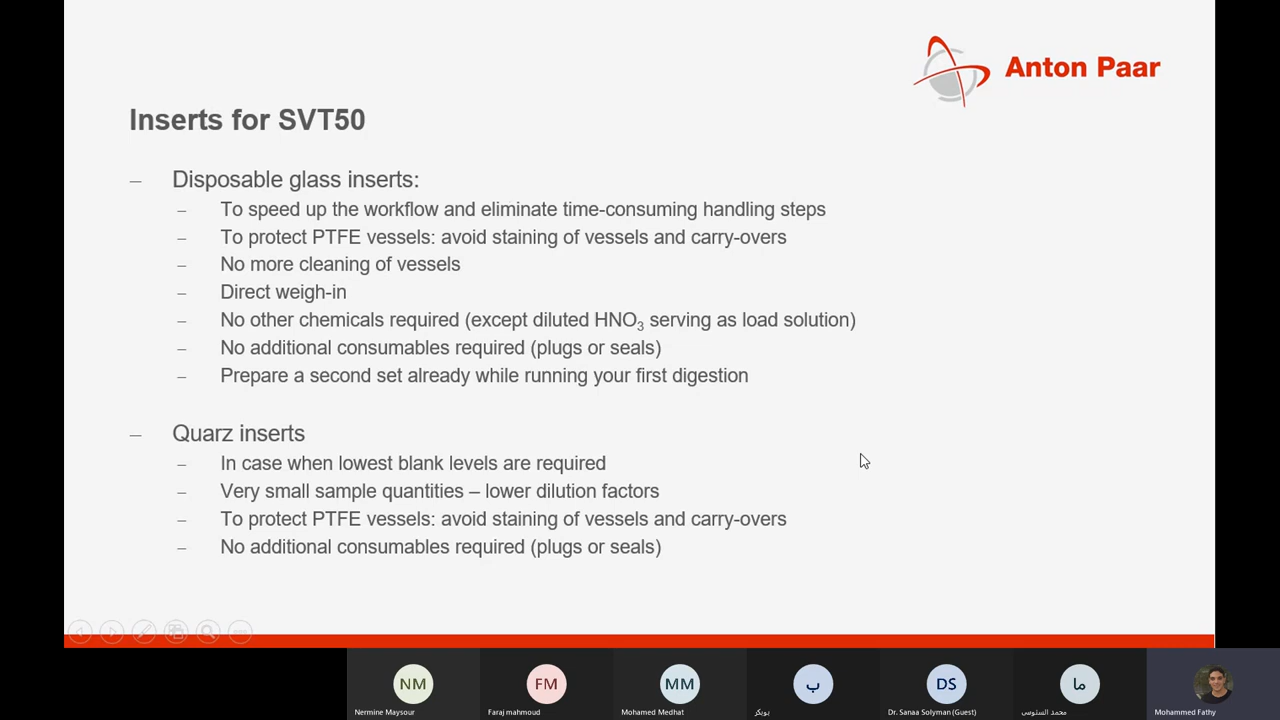 Anton Paar
Inserts for SVT50
– Disposable glass inserts:
– To speed up the workflow and eliminate time-consuming handling steps
– To protect PTFE vessels: avoid staining of vessels and carry-overs
– No more cleaning of vessels
– Direct weigh-in
– No other chemicals required (except diluted HNO₃ serving as load solution)
– No additional consumables required (plugs or seals)
– Prepare a second set already while running your first digestion
– Quarz inserts
– In case when lowest blank levels are required
– Very small sample quantities – lower dilution factors
– To protect PTFE vessels: avoid staining of vessels and carry-overs
– No additional consumables required (plugs or seals)
NM FM MM ب DS ما
Nermine Maysour Faraj mahmoud Mohamed Medhat بوبكر Dr. Sanaa Solyman (Guest) محمد السنوسى Mohammed Fathy